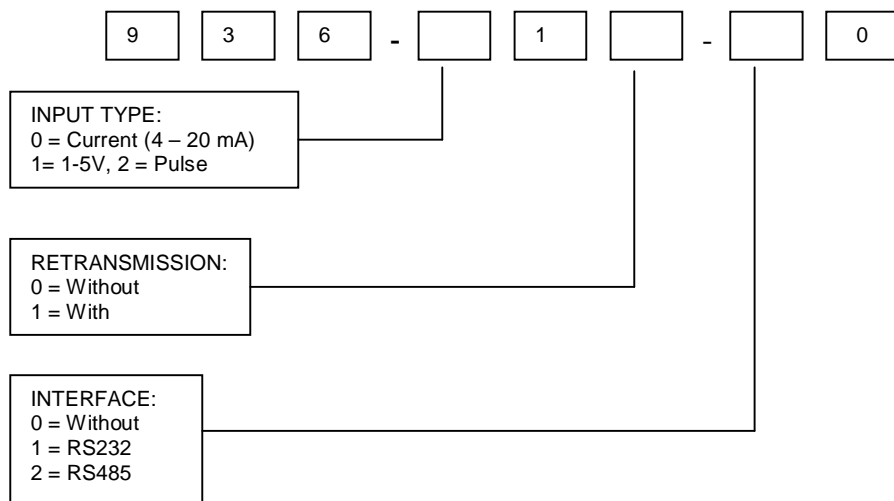 9 3 6 - 1 - 0
INPUT TYPE:
0 = Current (4 – 20 mA)
1= 1-5V, 2 = Pulse
RETRANSMISSION:
0 = Without
1 = With
INTERFACE:
0 = Without
1 = RS232
2 = RS485